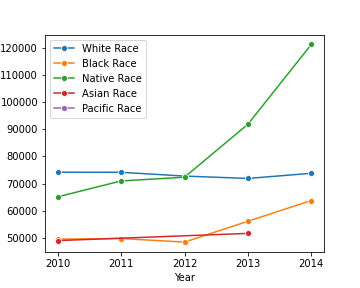 120000
110000
100000
90000
80000
70000
60000
50000
White Race
Black Race
Native Race
Asian Race
Pacific Race
2010 2011 2012 2013 2014
Year